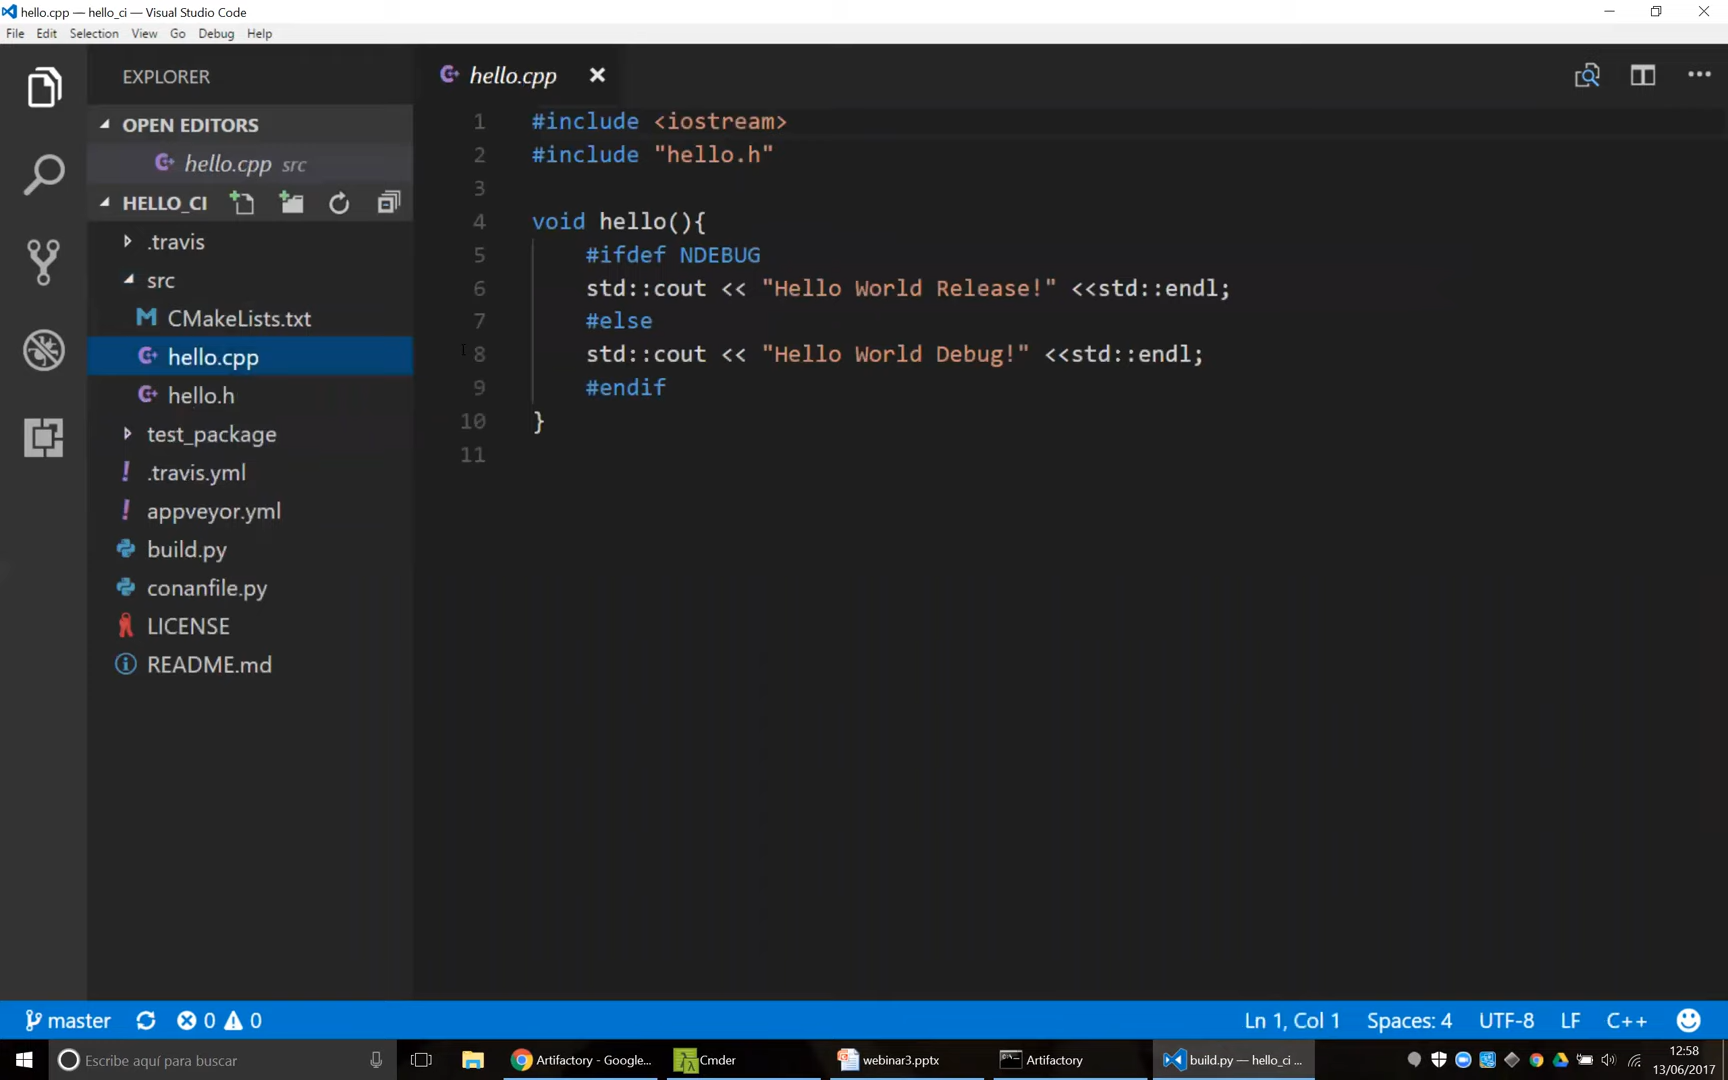 hello.cpp — hello_ci — Visual Studio Code
File Edit Selection View Go Debug Help
EXPLORER
OPEN EDITORS
hello.cpp src
HELLO_CI
.travis
src
CMakeLists.txt
hello.cpp
hello.h
test_package
.travis.yml
appveyor.yml
build.py
conanfile.py
LICENSE
README.md
hello.cpp
1 #include <iostream>
2 #include "hello.h"
3
4 void hello(){
5 #ifdef NDEBUG
6 std::cout << "Hello World Release!" <<std::endl;
7 #else
8 std::cout << "Hello World Debug!" <<std::endl;
9 #endif
10 }
11
master 0 0 Ln 1, Col 1 Spaces: 4 UTF-8 LF C++
Escribe aquí para buscar
Artifactory - Google...
Cmder
webinar3.pptx
Artifactory
build.py — hello_ci ...
12:58
13/06/2017